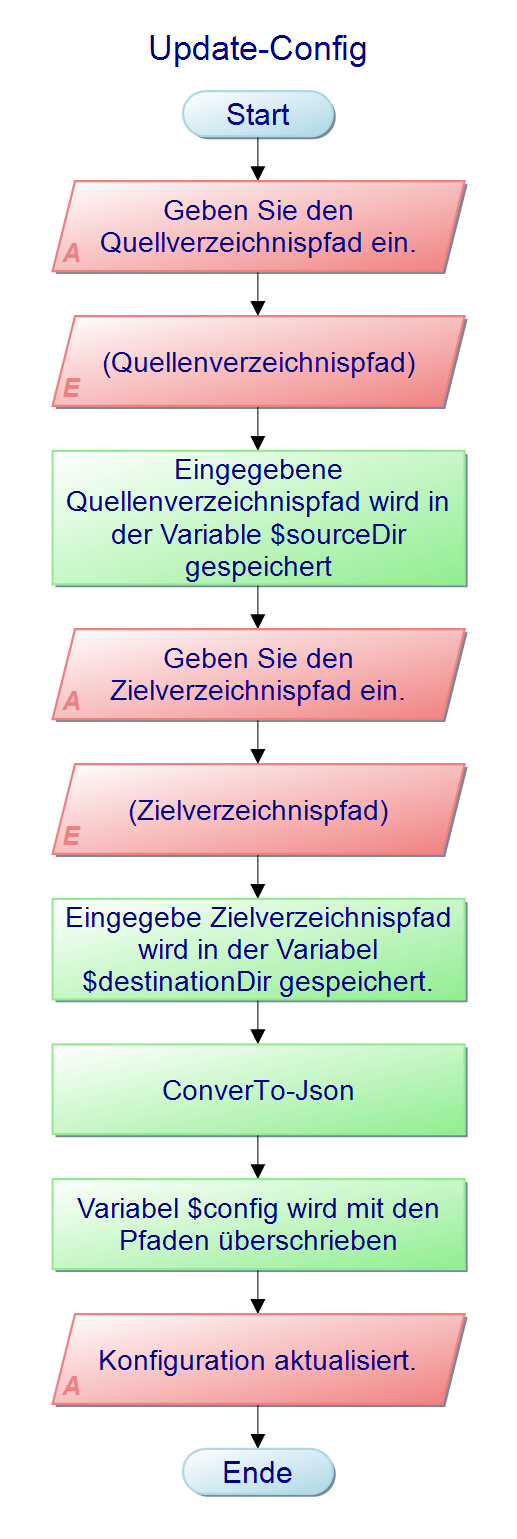 Update-Config
Start
Geben Sie den
Quellverzeichnispfad ein.
A
(Quellenverzeichnispfad)
E
Eingegebene
Quellenverzeichnispfad wird in
der Variable $sourceDir
gespeichert
Geben Sie den
Zielverzeichnispfad ein.
A
(Zielverzeichnispfad)
E
Eingegebe Zielverzeichnispfad
wird in der Variabel
$destinationDir gespeichert.
ConverTo-Json
Variabel $config wird mit den
Pfaden überschrieben
Konfiguration aktualisiert.
A
Ende